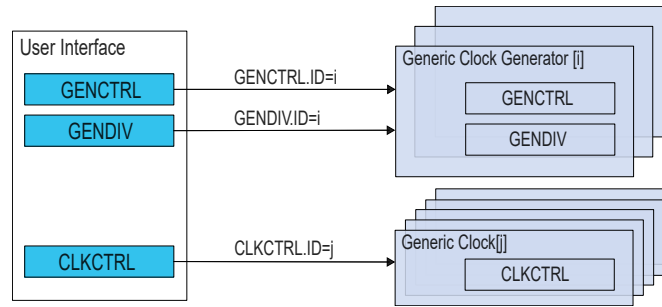 User Interface
GENCTRL
GENDIV
CLKCTRL
GENCTRL.ID=i
GENDIV.ID=i
CLKCTRL.ID=j
Generic Clock Generator [i]
GENCTRL
GENDIV
Generic Clock[j]
CLKCTRL